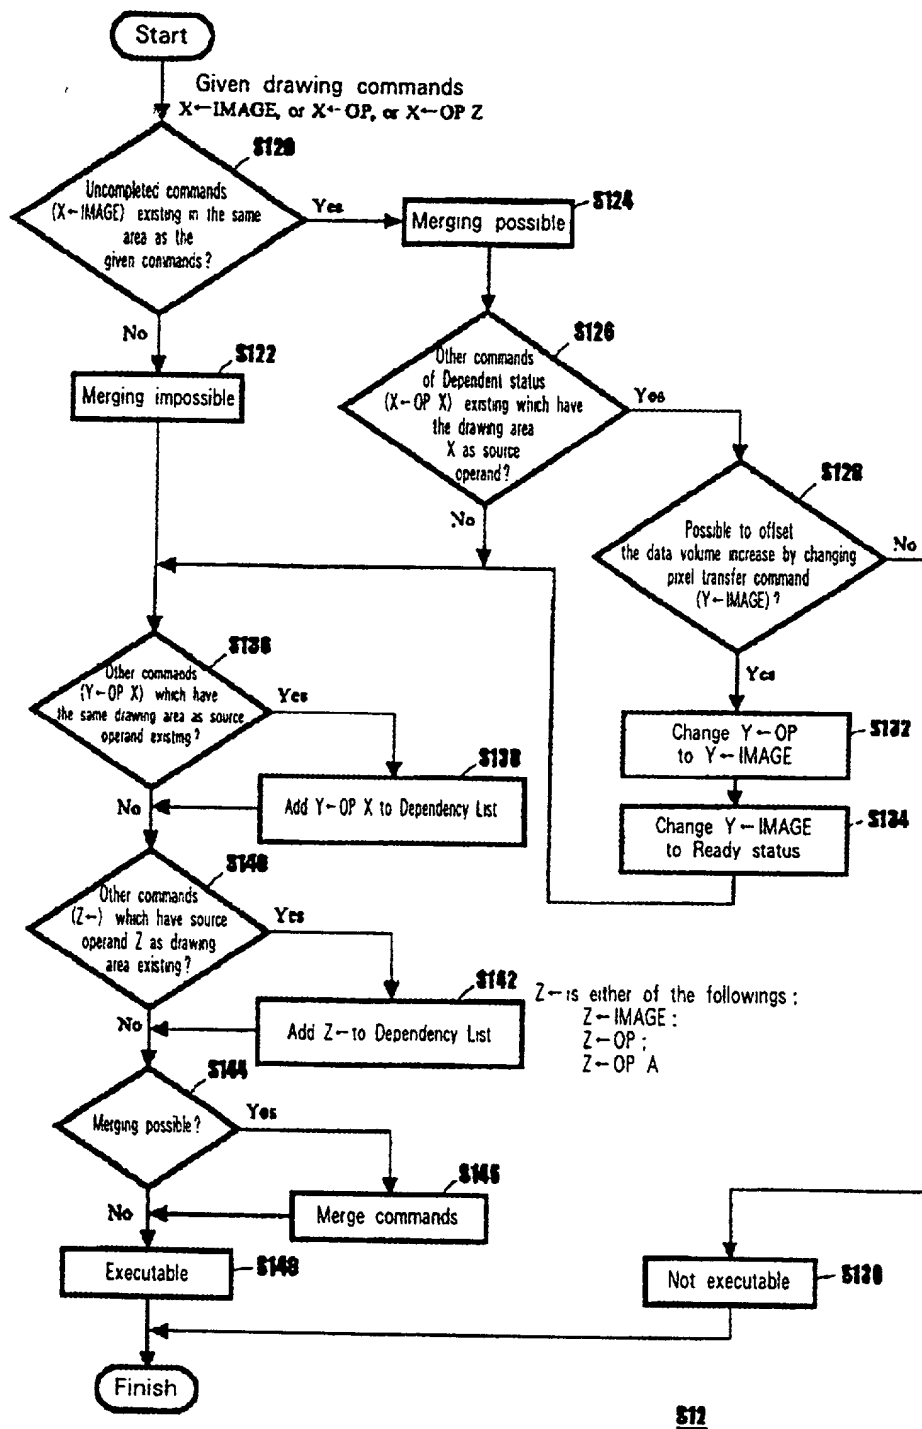 Start
Given drawing commands
X←IMAGE, or X←OP, or X←OP Z
S120
Uncompleted commands
(X←IMAGE) existing in the same
area as the
given commands?
Yes
S124
Merging possible
No
S122
Merging impossible
S126
Other commands
of Dependent status
(X←OP X) existing which have
the drawing area
X as source
operand?
Yes
No
S128
Possible to offset
the data volume increase by changing
pixel transfer command
(Y←IMAGE)?
No
Yes
S132
Change Y←OP
to Y←IMAGE
S134
Change Y←IMAGE
to Ready status
S136
Other commands
(Y←OP X) which have
the same drawing area as source
operand existing?
Yes
S138
Add Y←OP X to Dependency List
No
S140
Other commands
(Z←) which have source
operand Z as drawing
area existing?
Yes
S142
Add Z←to Dependency List
No
Z←is either of the followings:
Z←IMAGE:
Z←OP;
Z←OP A
S144
Merging possible?
Yes
S146
Merge commands
No
Executable
S148
Not executable
S130
Finish
S12